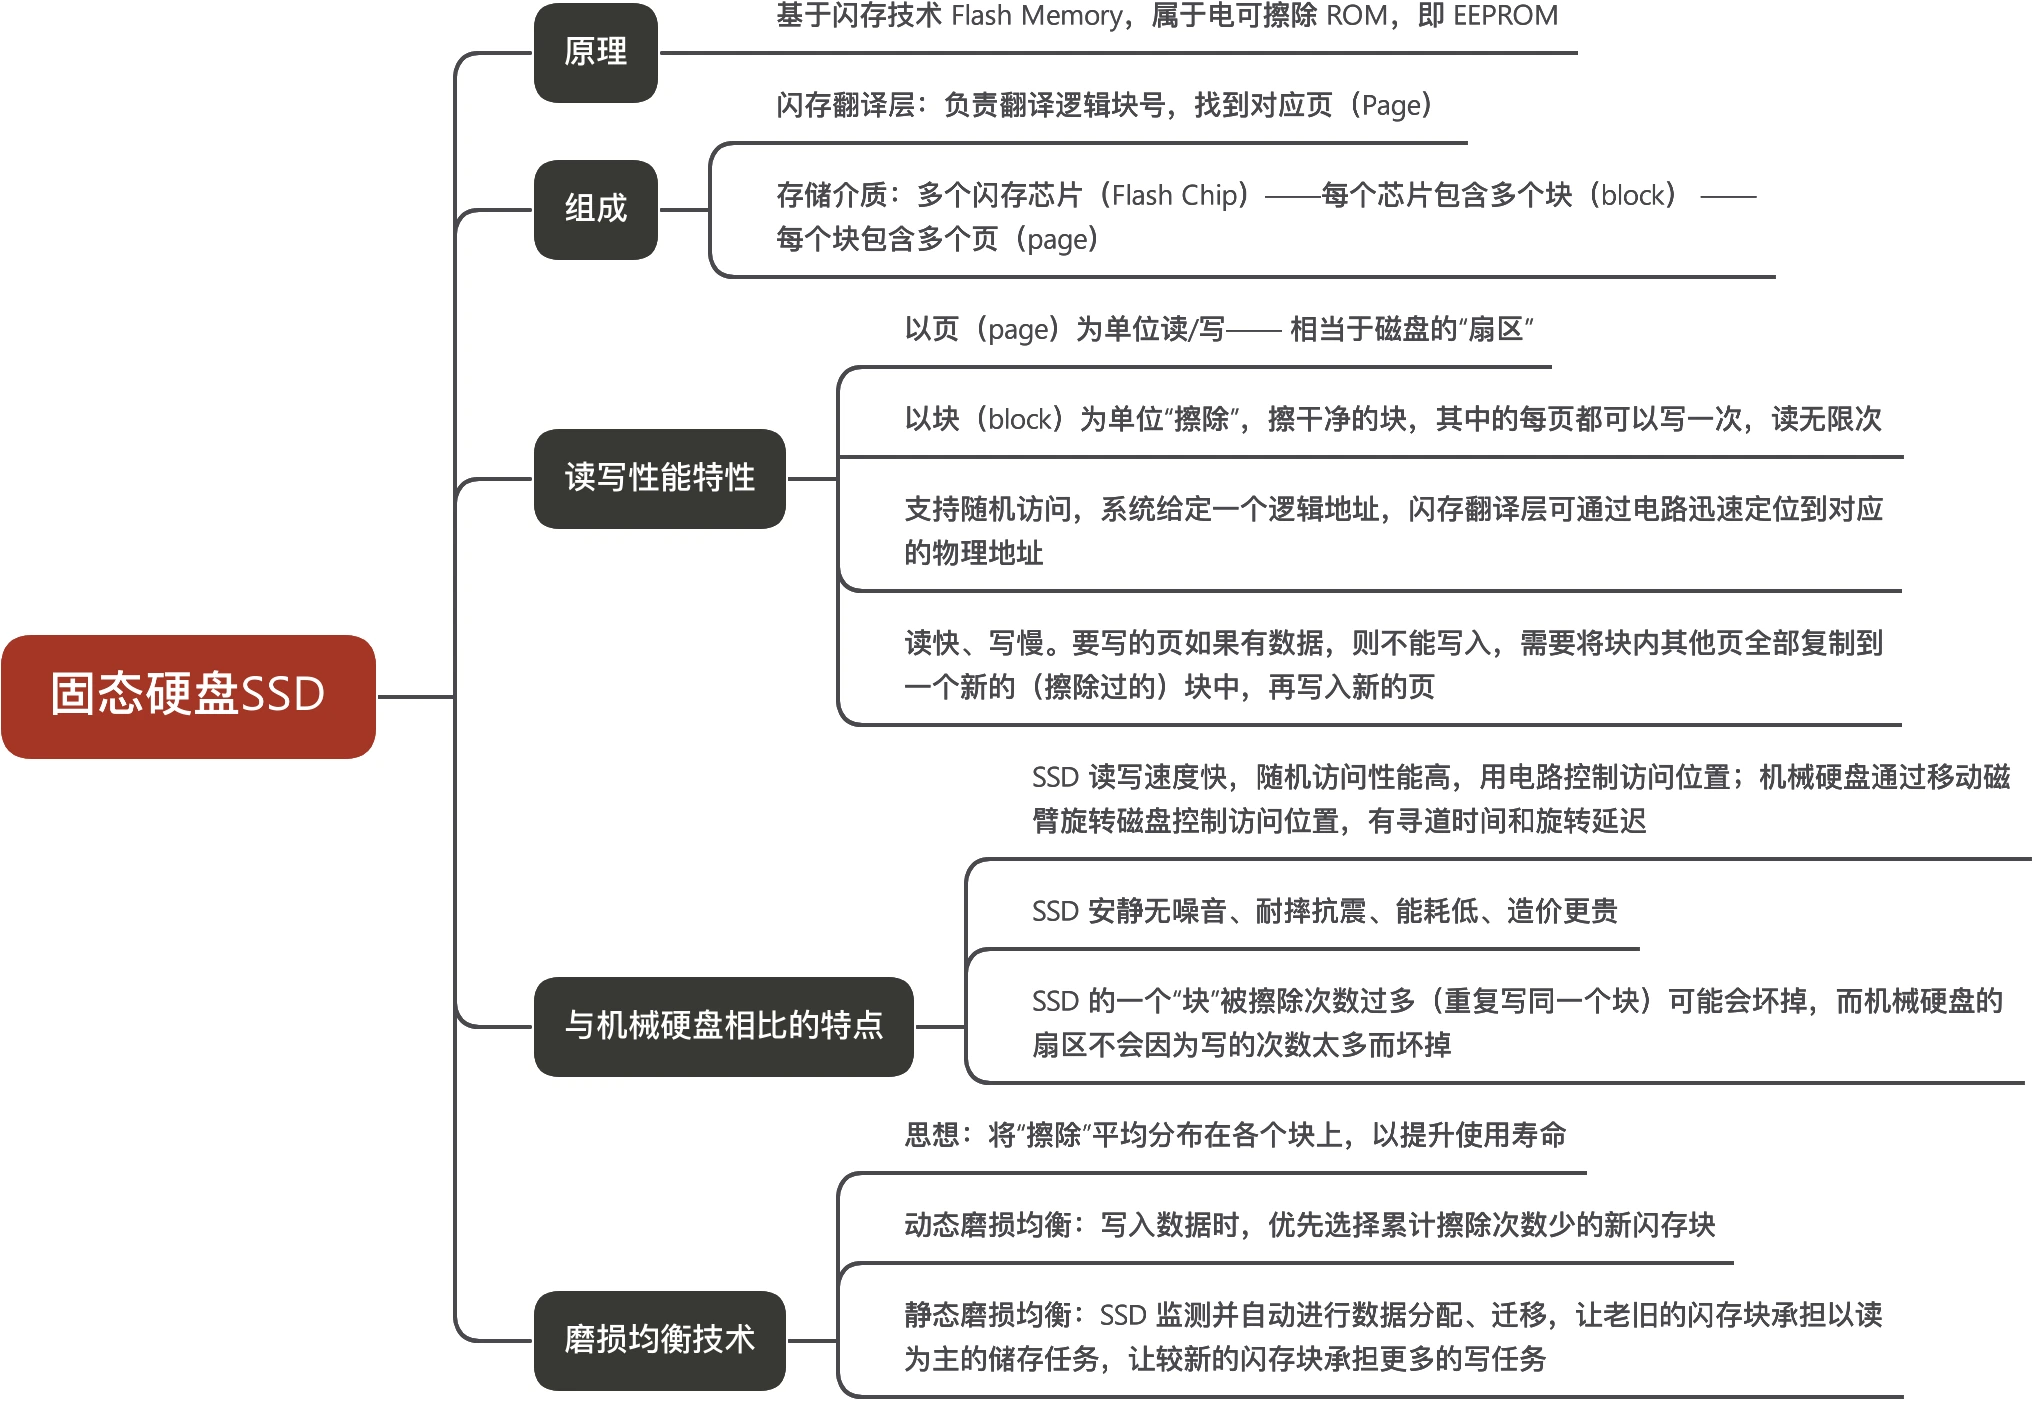 固态硬盘SSD
原理
基于闪存技术 Flash Memory，属于电可擦除 ROM，即 EEPROM
组成
闪存翻译层：负责翻译逻辑块号，找到对应页（Page）
存储介质：多个闪存芯片（Flash Chip）——每个芯片包含多个块（block） ——
每个块包含多个页（page）
读写性能特性
以页（page）为单位读/写—— 相当于磁盘的“扇区”
以块（block）为单位“擦除”，擦干净的块，其中的每页都可以写一次，读无限次
支持随机访问，系统给定一个逻辑地址，闪存翻译层可通过电路迅速定位到对应
的物理地址
读快、写慢。要写的页如果有数据，则不能写入，需要将块内其他页全部复制到
一个新的（擦除过的）块中，再写入新的页
与机械硬盘相比的特点
SSD 读写速度快，随机访问性能高，用电路控制访问位置；机械硬盘通过移动磁
臂旋转磁盘控制访问位置，有寻道时间和旋转延迟
SSD 安静无噪音、耐摔抗震、能耗低、造价更贵
SSD 的一个“块”被擦除次数过多（重复写同一个块）可能会坏掉，而机械硬盘的
扇区不会因为写的次数太多而坏掉
磨损均衡技术
思想：将“擦除”平均分布在各个块上，以提升使用寿命
动态磨损均衡：写入数据时，优先选择累计擦除次数少的新闪存块
静态磨损均衡：SSD 监测并自动进行数据分配、迁移，让老旧的闪存块承担以读
为主的储存任务，让较新的闪存块承担更多的写任务